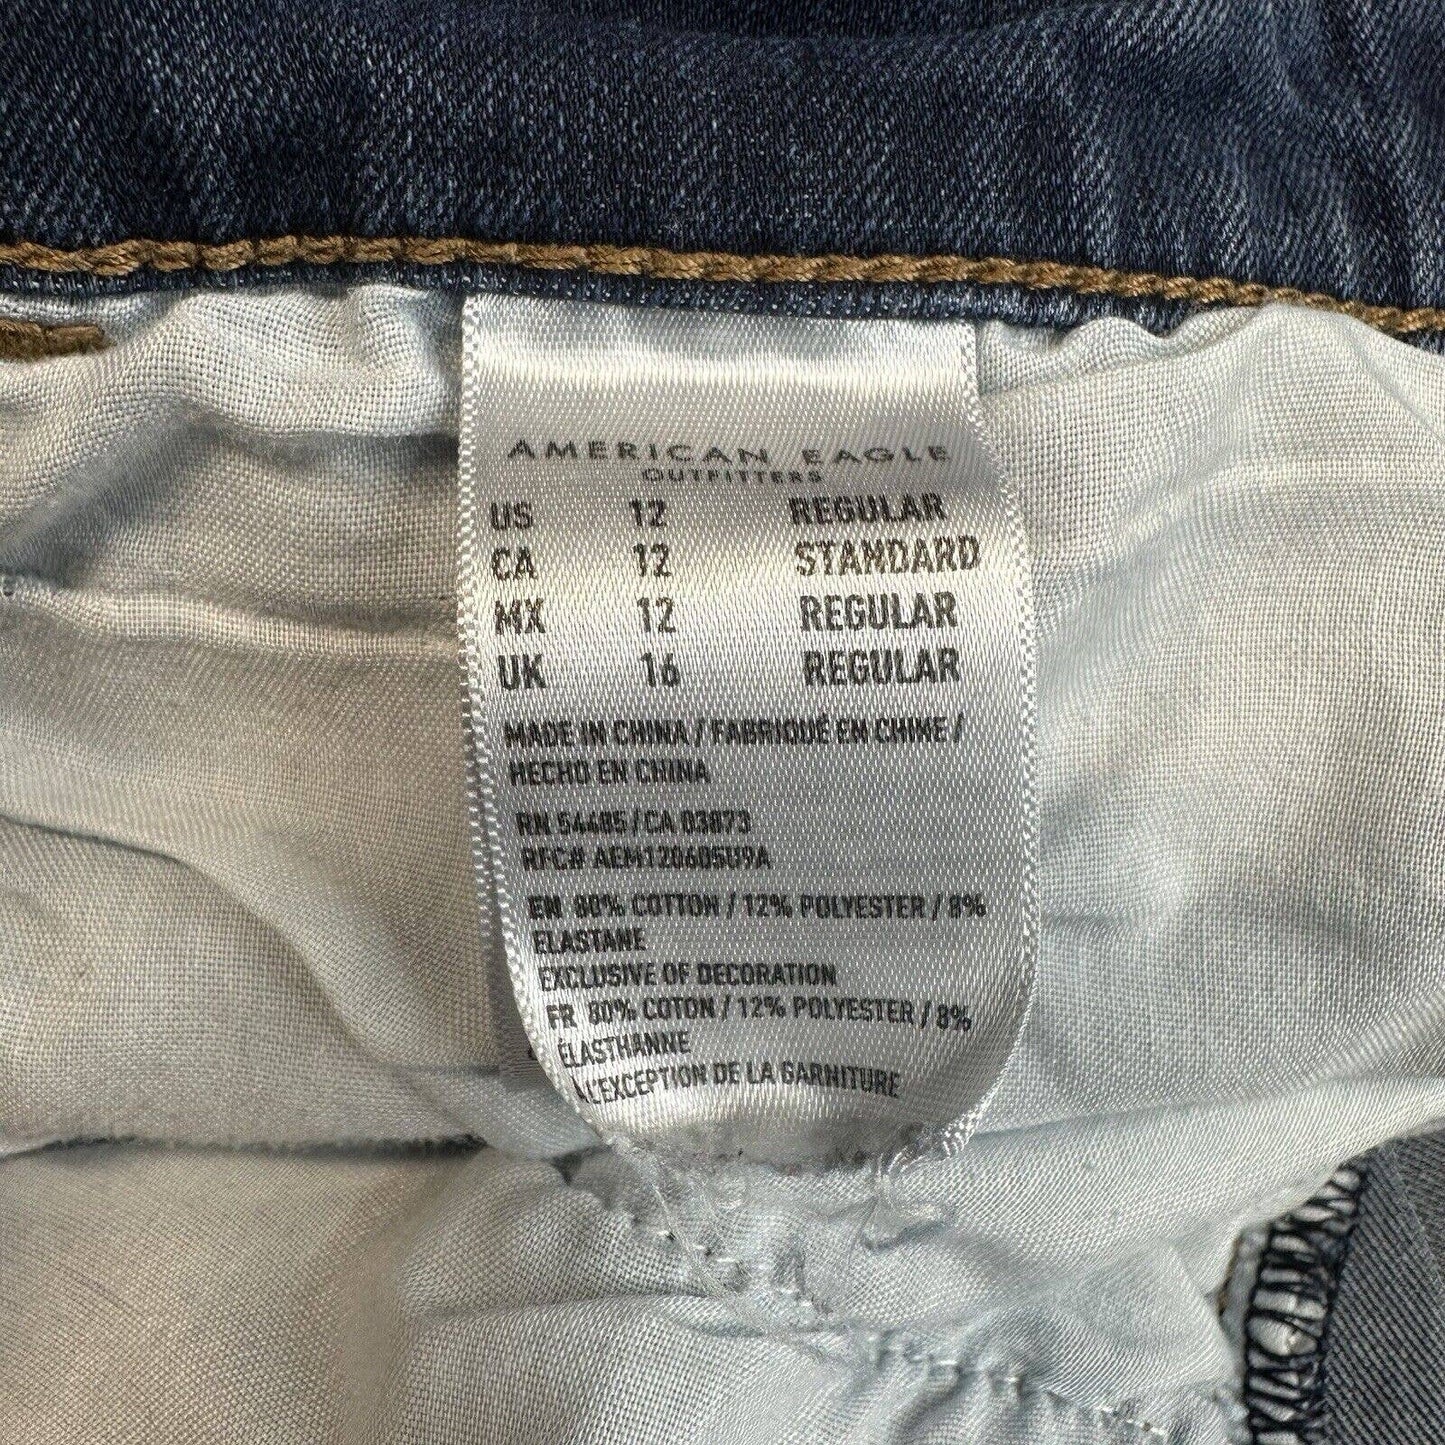 AMERICAN EAGLE
OUTFITTERS
US 12 REGULAR
CA 12 STANDARD
MX 12 REGULAR
UK 16 REGULAR
MADE IN CHINA / FABRIQUÉ EN CHINE /
HECHO EN CHINA
RN 54485 / CA 03873
RFC# AEM120605U9A
EN 80% COTTON / 12% POLYESTER / 8%
ELASTANE
EXCLUSIVE OF DECORATION
FR 80% COTON / 12% POLYESTER / 8%
ÉLASTHANNE
À L'EXCEPTION DE LA GARNITURE